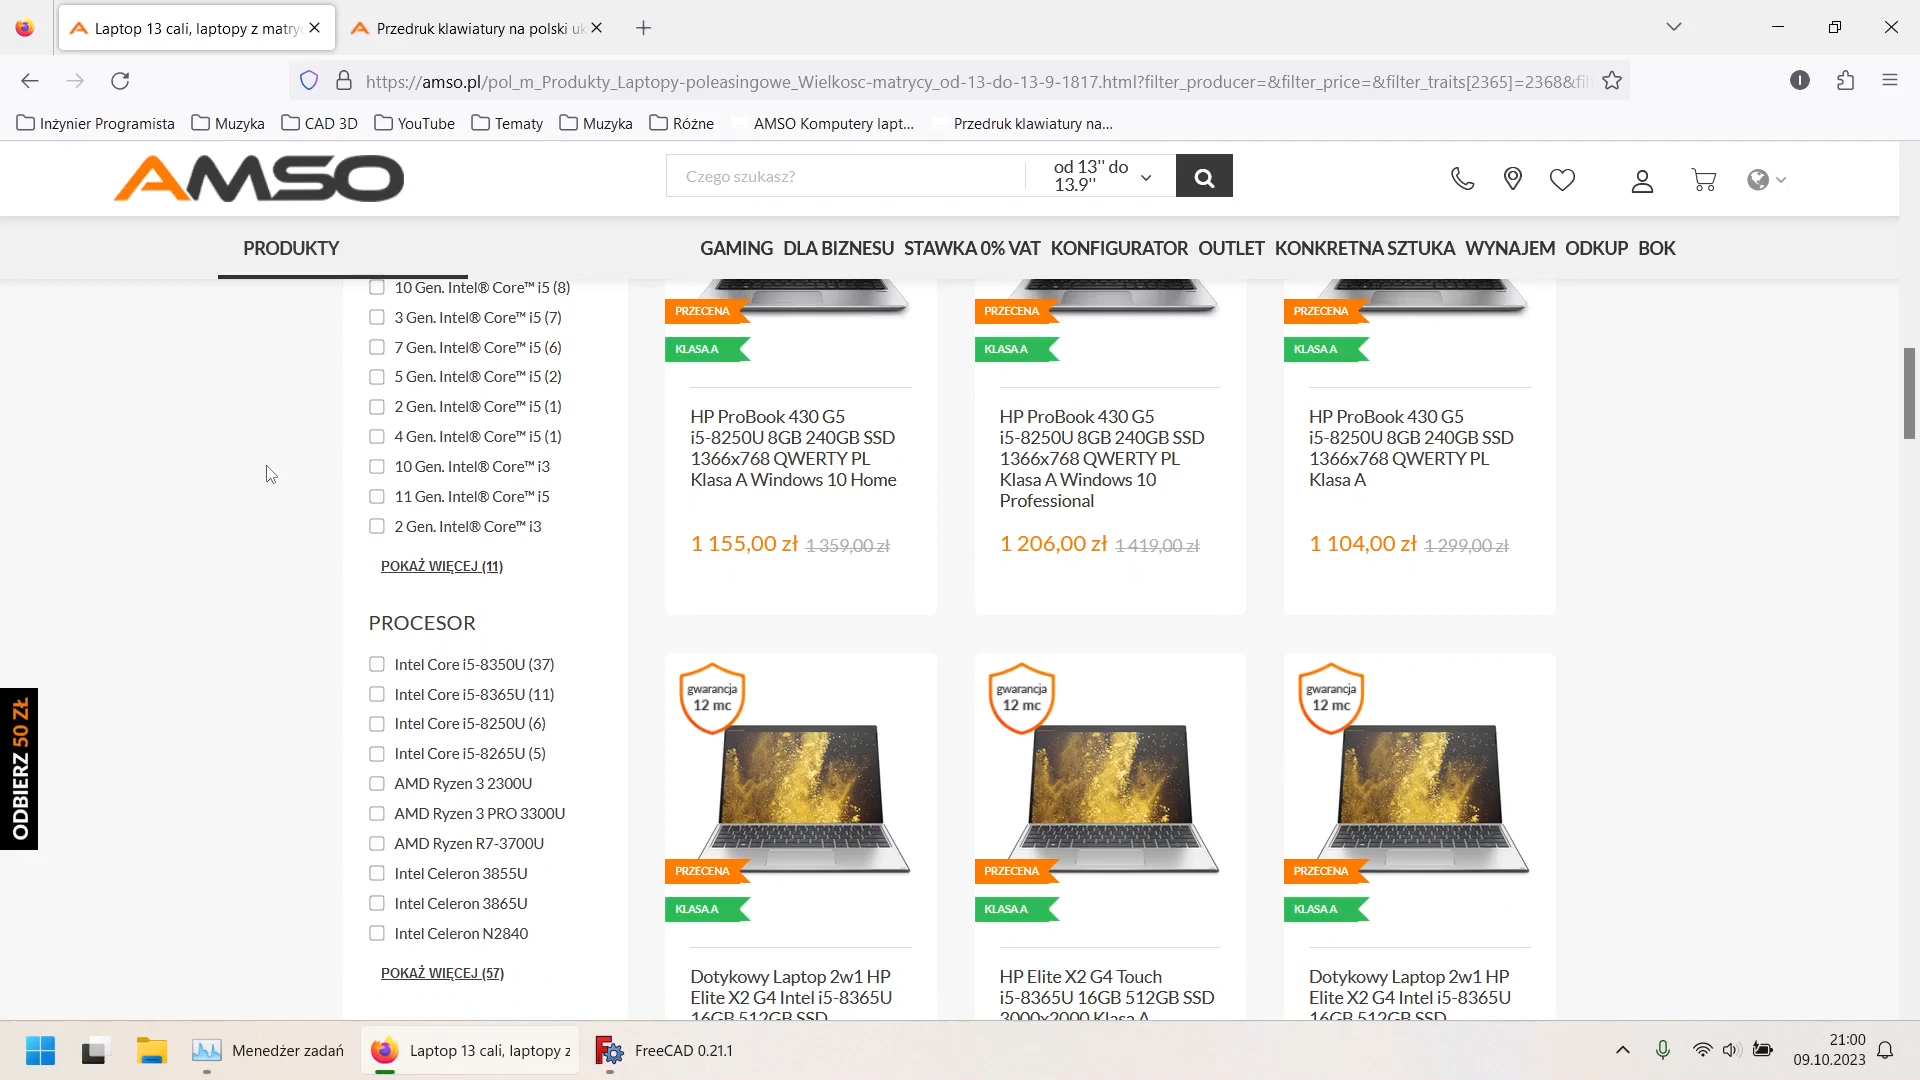 Laptop 13 cali, laptopy z matry
Przedruk klawiatury na polski uk
https://amso.pl/pol_m_Produkty_Laptopy-poleasingowe_Wielkosc-matrycy_od-13-do-13-9-1817.html?filter_producer=&filter_price=&filter_traits[2365]=2368&fil
Inżynier Programista
Muzyka
CAD 3D
YouTube
Tematy
Muzyka
Różne
AMSO Komputery lapt...
Przedruk klawiatury na...
AMSO
Czego szukasz?
od 13'' do
13.9''
PRODUKTY
GAMING DLA BIZNESU STAWKA 0% VAT KONFIGURATOR OUTLET KONKRETNA SZTUKA WYNAJEM ODKUP BOK
10 Gen. Intel® Core™ i5 (8)
3 Gen. Intel® Core™ i5 (7)
7 Gen. Intel® Core™ i5 (6)
5 Gen. Intel® Core™ i5 (2)
2 Gen. Intel® Core™ i5 (1)
4 Gen. Intel® Core™ i5 (1)
10 Gen. Intel® Core™ i3
11 Gen. Intel® Core™ i5
2 Gen. Intel® Core™ i3
POKAŻ WIĘCEJ (11)
PROCESOR
Intel Core i5-8350U (37)
Intel Core i5-8365U (11)
Intel Core i5-8250U (6)
Intel Core i5-8265U (5)
AMD Ryzen 3 2300U
AMD Ryzen 3 PRO 3300U
AMD Ryzen R7-3700U
Intel Celeron 3855U
Intel Celeron 3865U
Intel Celeron N2840
POKAŻ WIĘCEJ (57)
ODBIERZ 50 ZŁ
PRZECENA
KLASA A
HP ProBook 430 G5
i5-8250U 8GB 240GB SSD
1366x768 QWERTY PL
Klasa A Windows 10 Home
1 155,00 zł 1 359,00 zł
PRZECENA
KLASA A
HP ProBook 430 G5
i5-8250U 8GB 240GB SSD
1366x768 QWERTY PL
Klasa A Windows 10
Professional
1 206,00 zł 1 419,00 zł
PRZECENA
KLASA A
HP ProBook 430 G5
i5-8250U 8GB 240GB SSD
1366x768 QWERTY PL
Klasa A
1 104,00 zł 1 299,00 zł
gwarancja
12 mc
PRZECENA
KLASA A
Dotykowy Laptop 2w1 HP
Elite X2 G4 Intel i5-8365U
16GB 512GB SSD
gwarancja
12 mc
PRZECENA
KLASA A
HP Elite X2 G4 Touch
i5-8365U 16GB 512GB SSD
3000x2000 Klasa A
gwarancja
12 mc
PRZECENA
KLASA A
Dotykowy Laptop 2w1 HP
Elite X2 G4 Intel i5-8365U
16GB 512GB SSD
Menedżer zadań
Laptop 13 cali, laptopy z
FreeCAD 0.21.1
21:00
09.10.2023